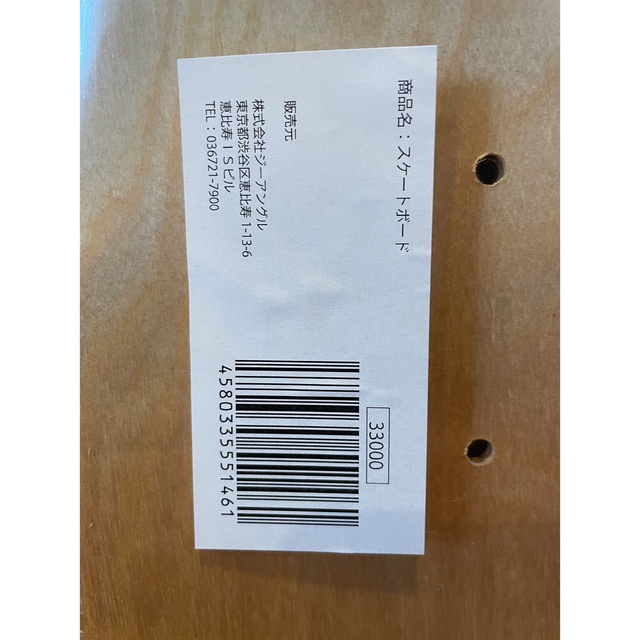 商品名：スケートボード
販売元
株式会社ジーアングル
東京都渋谷区恵比寿 1-13-6
恵比寿ＩＳビル
TEL：036721-7900
33000
4580335551461